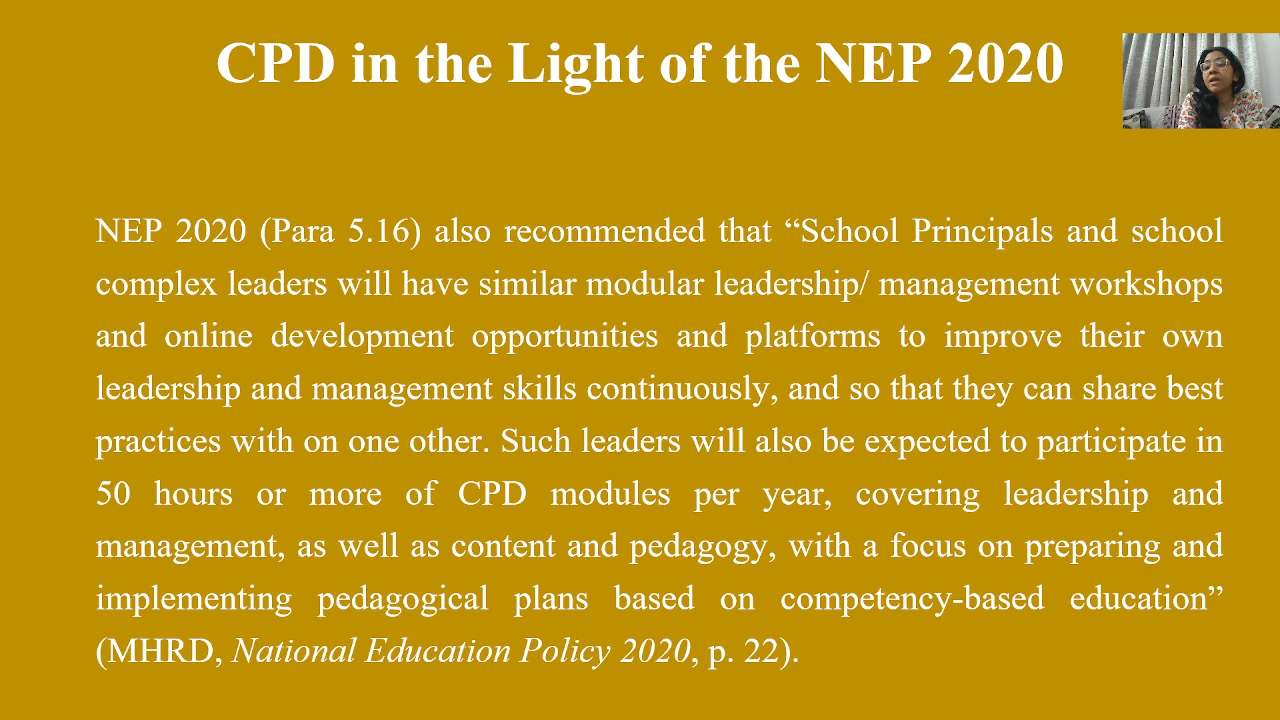 CPD in the Light of the NEP 2020
NEP 2020 (Para 5.16) also recommended that “School Principals and school
complex leaders will have similar modular leadership/ management workshops
and online development opportunities and platforms to improve their own
leadership and management skills continuously, and so that they can share best
practices with on one other. Such leaders will also be expected to participate in
50 hours or more of CPD modules per year, covering leadership and
management, as well as content and pedagogy, with a focus on preparing and
implementing pedagogical plans based on competency-based education”
(MHRD, National Education Policy 2020, p. 22).